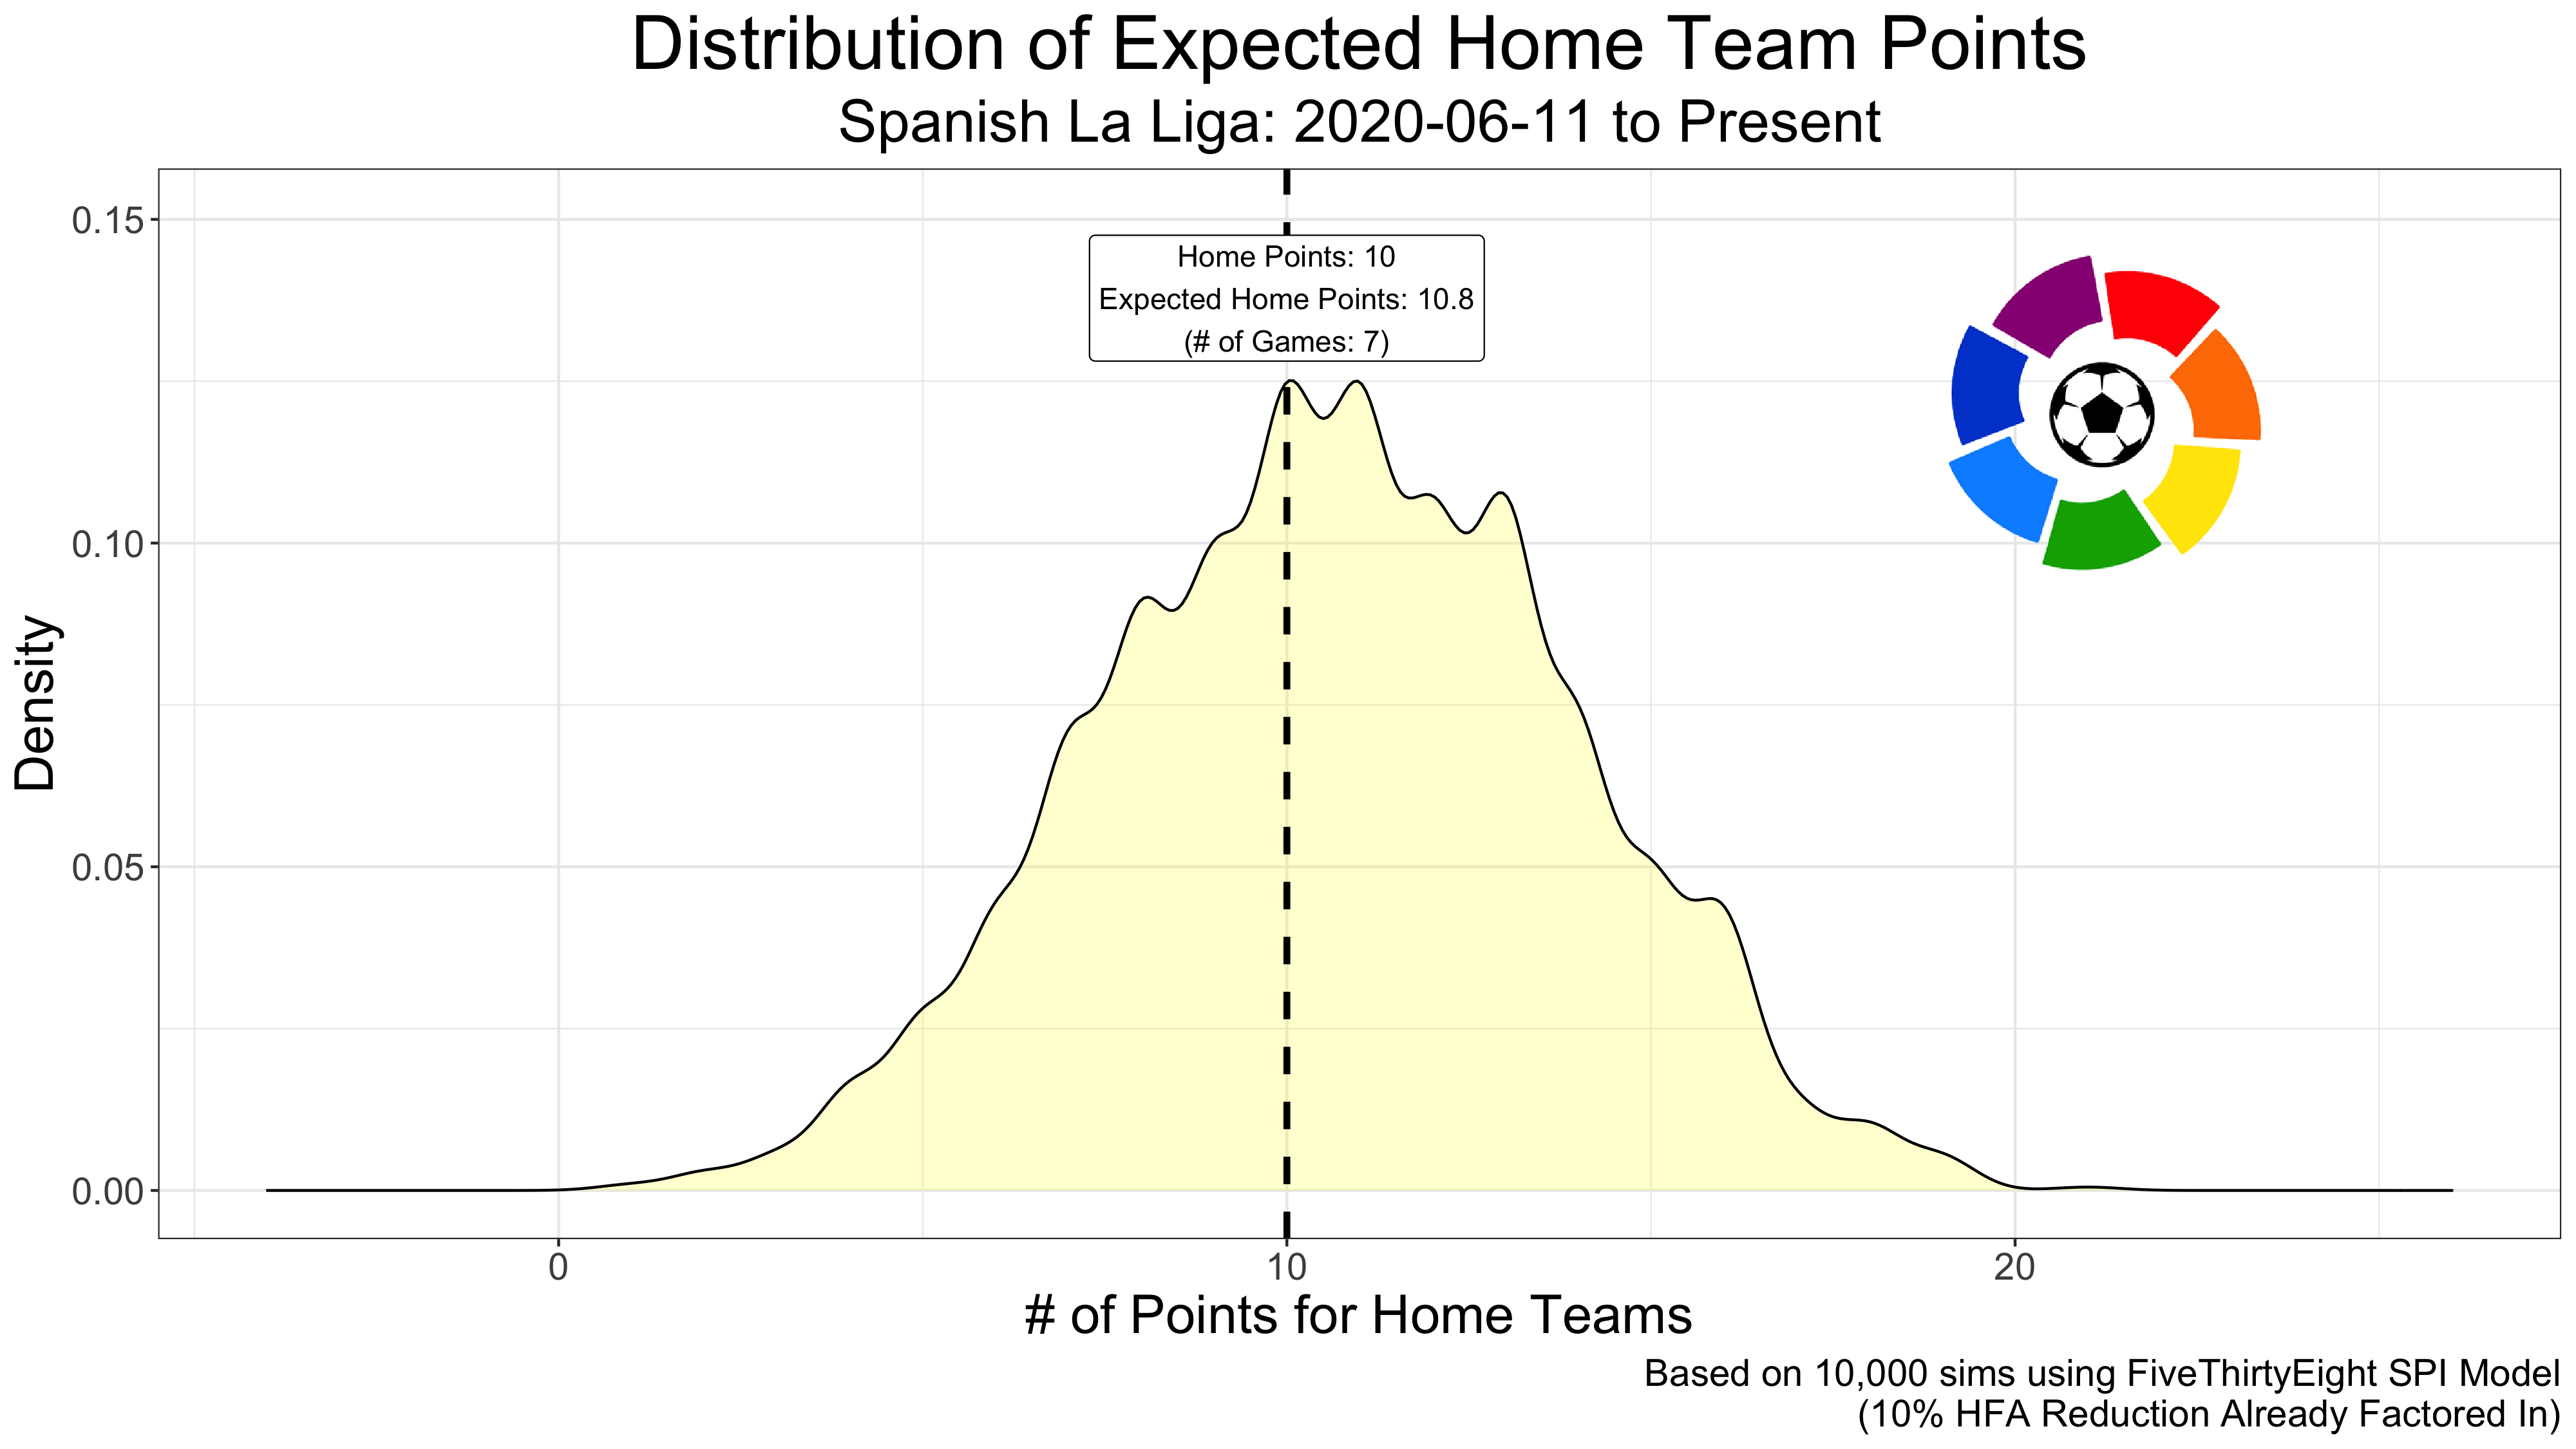 Distribution of Expected Home Team Points
Spanish La Liga: 2020-06-11 to Present
0.15
Home Points: 10
Expected Home Points: 10.8
(# of Games: 7)
0.10
Density
0.05
0.00
0 10 20
# of Points for Home Teams
Based on 10,000 sims using FiveThirtyEight SPI Model
(10% HFA Reduction Already Factored In)